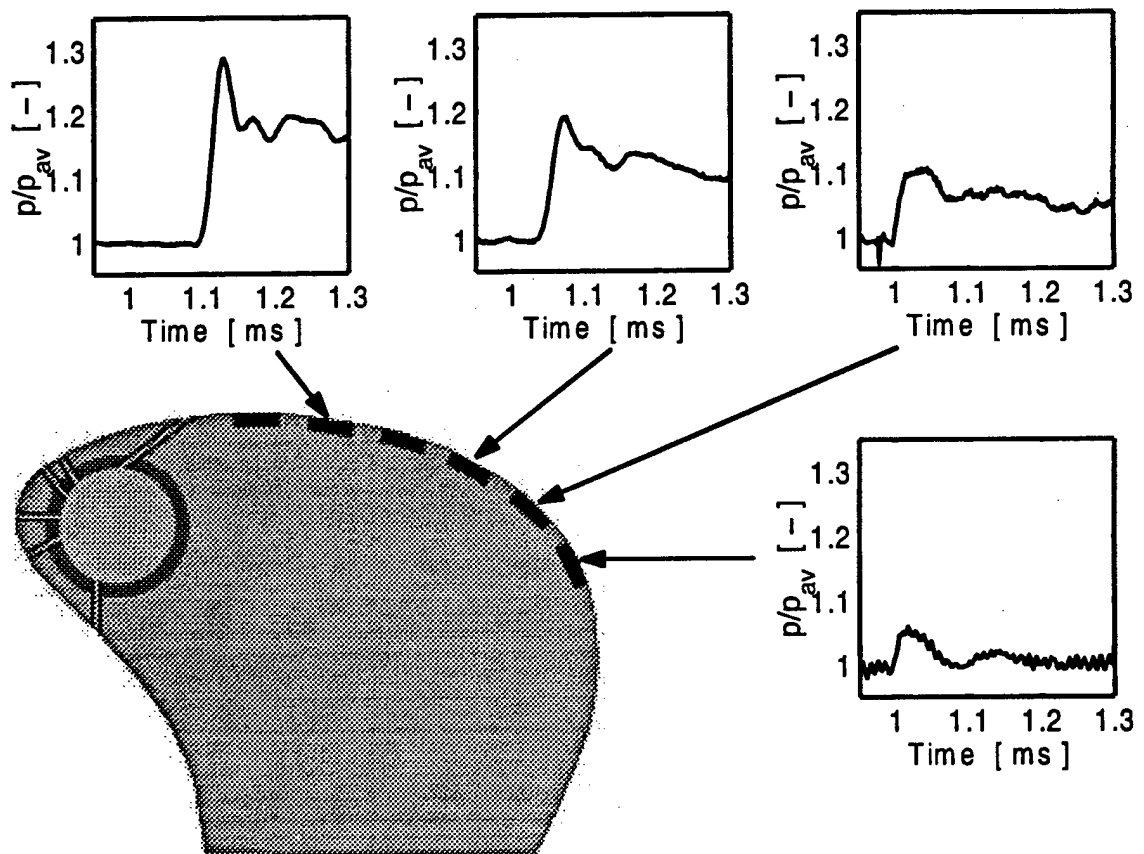 1.3
1.2
1.1
1
p/p_av [ – ]
1 1.1 1.2 1.3
Time [ ms ]
1.3
1.2
1.1
1
p/p_av [ – ]
1 1.1 1.2 1.3
Time [ ms ]
1.3
1.2
1.1
1
p/p_av [ – ]
1 1.1 1.2 1.3
Time [ ms ]
1.3
1.2
1.1
1
p/p_av [ – ]
1 1.1 1.2 1.3
Time [ ms ]